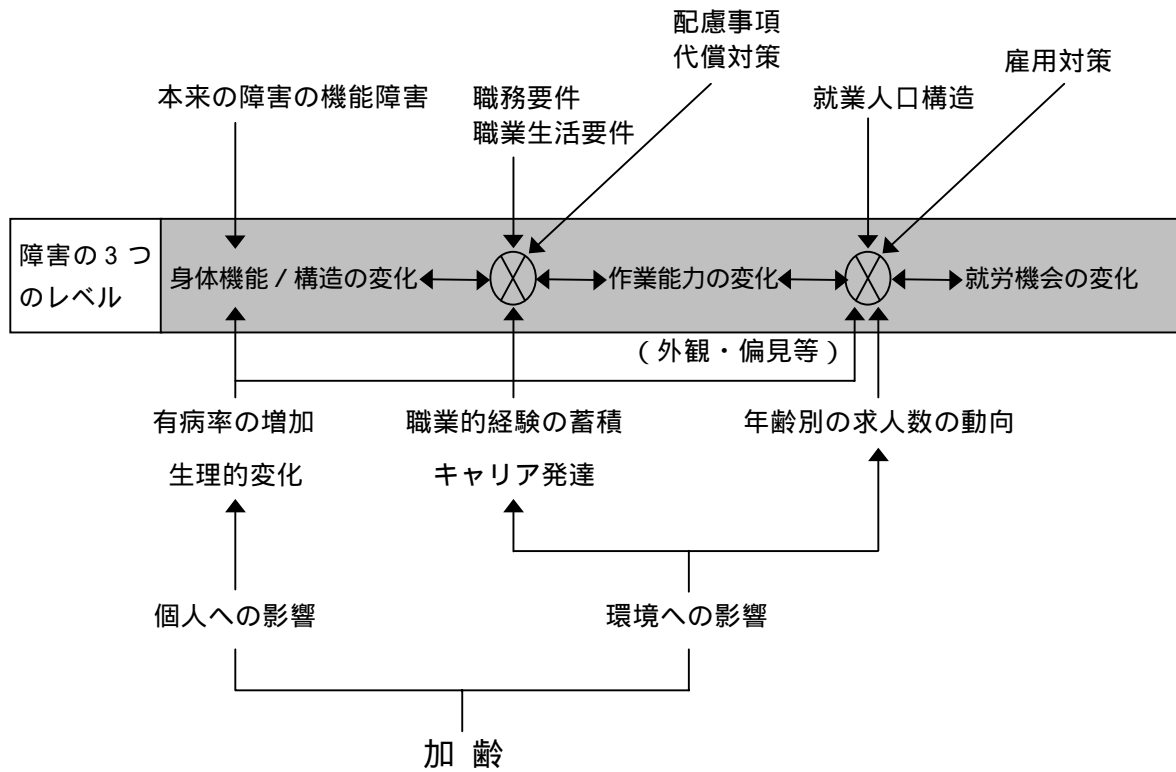 配慮事項
代償対策
雇用対策
本来の障害の機能障害
職務要件
職業生活要件
就業人口構造
障害の3つ
のレベル
身体機能/構造の変化
作業能力の変化
就労機会の変化
(外観・偏見等)
有病率の増加
生理的変化
職業的経験の蓄積
キャリア発達
年齢別の求人数の動向
個人への影響
環境への影響
加 齢